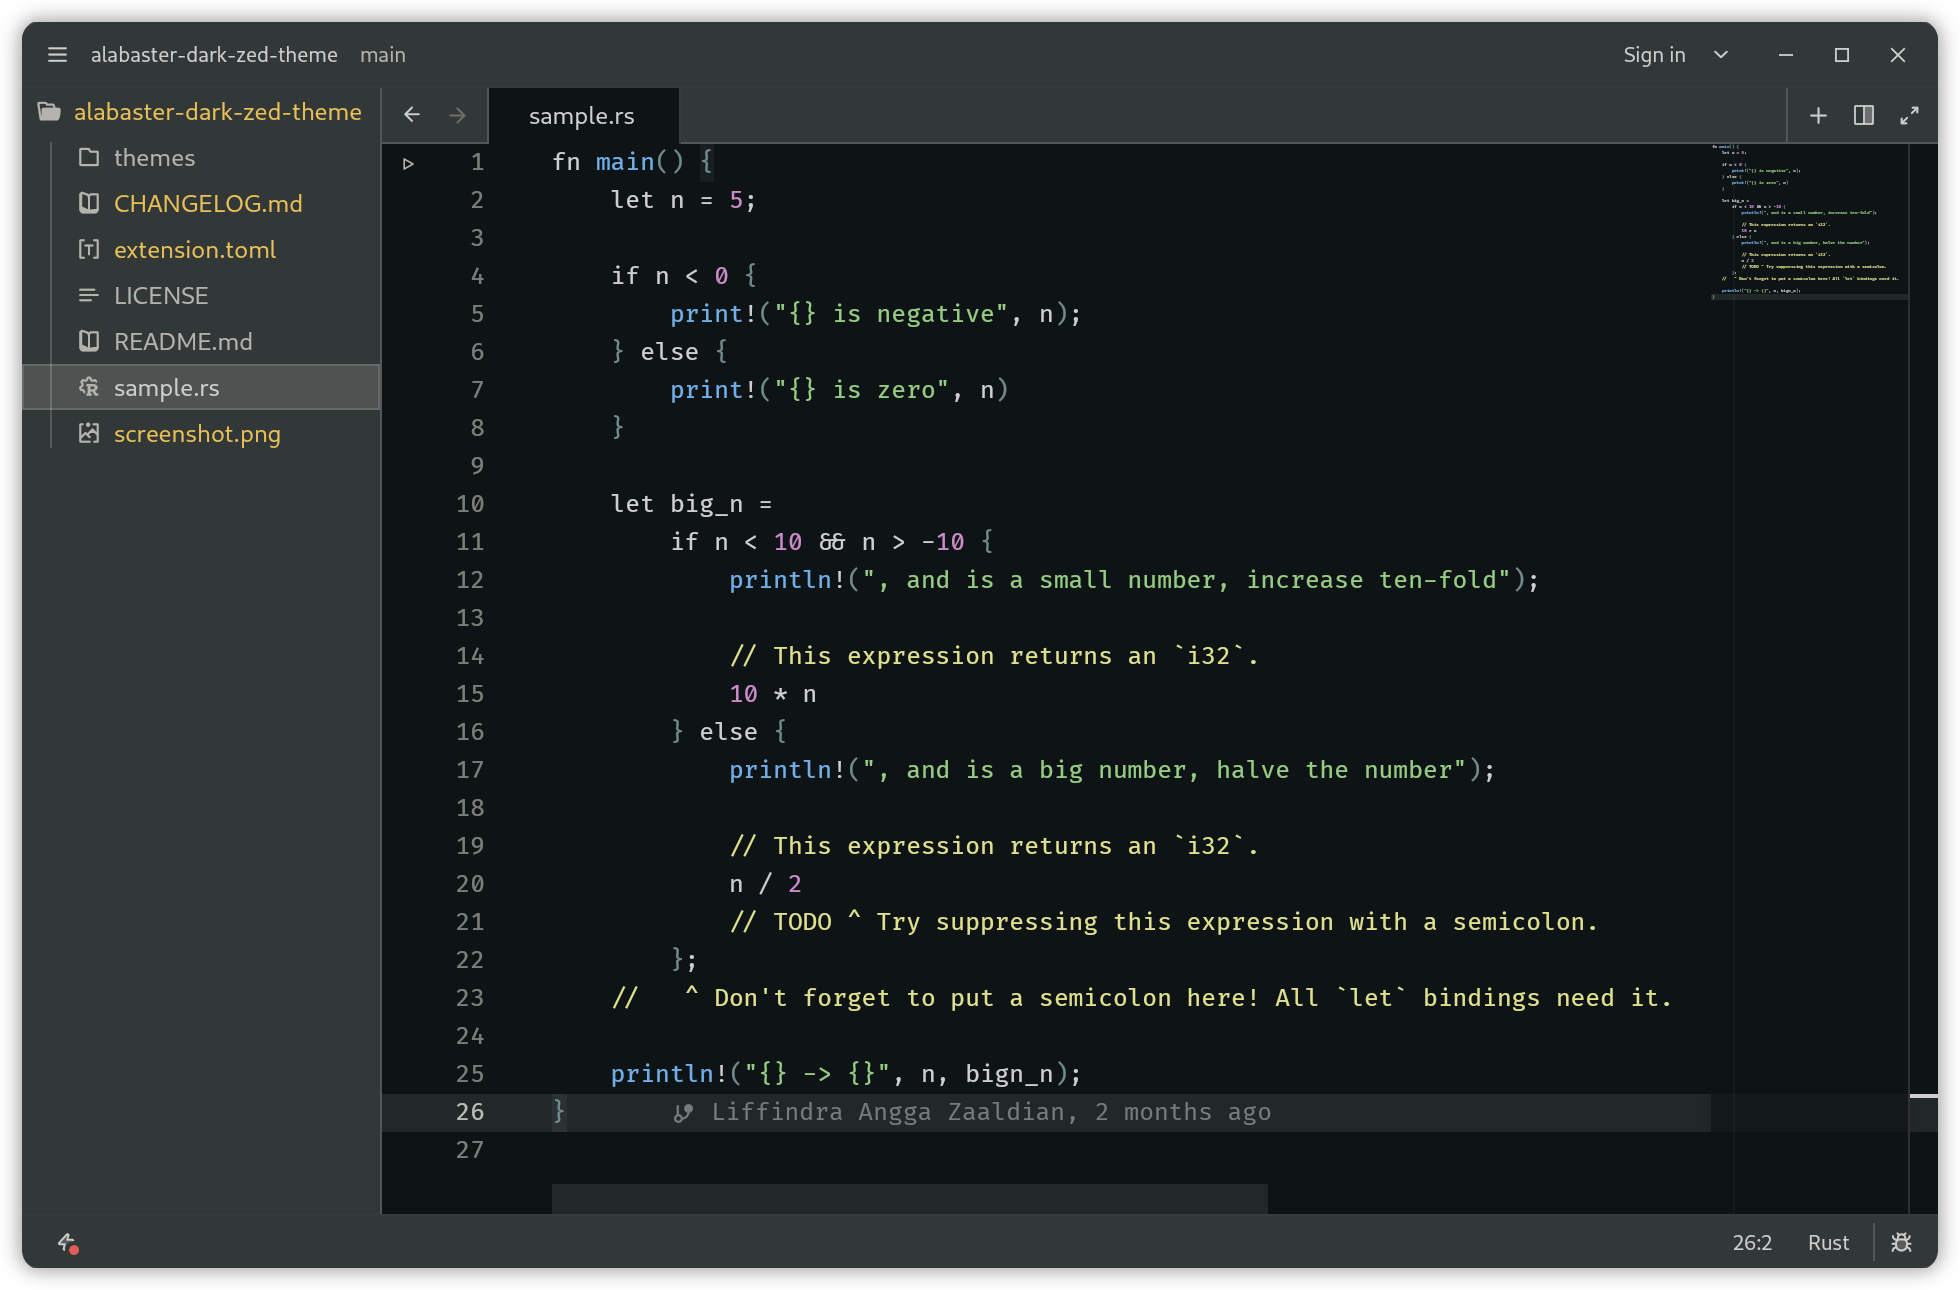 alabaster-dark-zed-theme main Sign in
alabaster-dark-zed-theme
themes
CHANGELOG.md
extension.toml
LICENSE
README.md
sample.rs
screenshot.png
sample.rs
1 fn main() {
2     let n = 5;
3
4     if n < 0 {
5         print!("{} is negative", n);
6     } else {
7         print!("{} is zero", n)
8     }
9
10     let big_n =
11         if n < 10 && n > -10 {
12             println!(", and is a small number, increase ten-fold");
13
14             // This expression returns an `i32`.
15             10 * n
16         } else {
17             println!(", and is a big number, halve the number");
18
19             // This expression returns an `i32`.
20             n / 2
21             // TODO ^ Try suppressing this expression with a semicolon.
22         };
23     //   ^ Don't forget to put a semicolon here! All `let` bindings need it.
24
25     println!("{} -> {}", n, bign_n);
26 } Liffindra Angga Zaaldian, 2 months ago
27
26:2 Rust